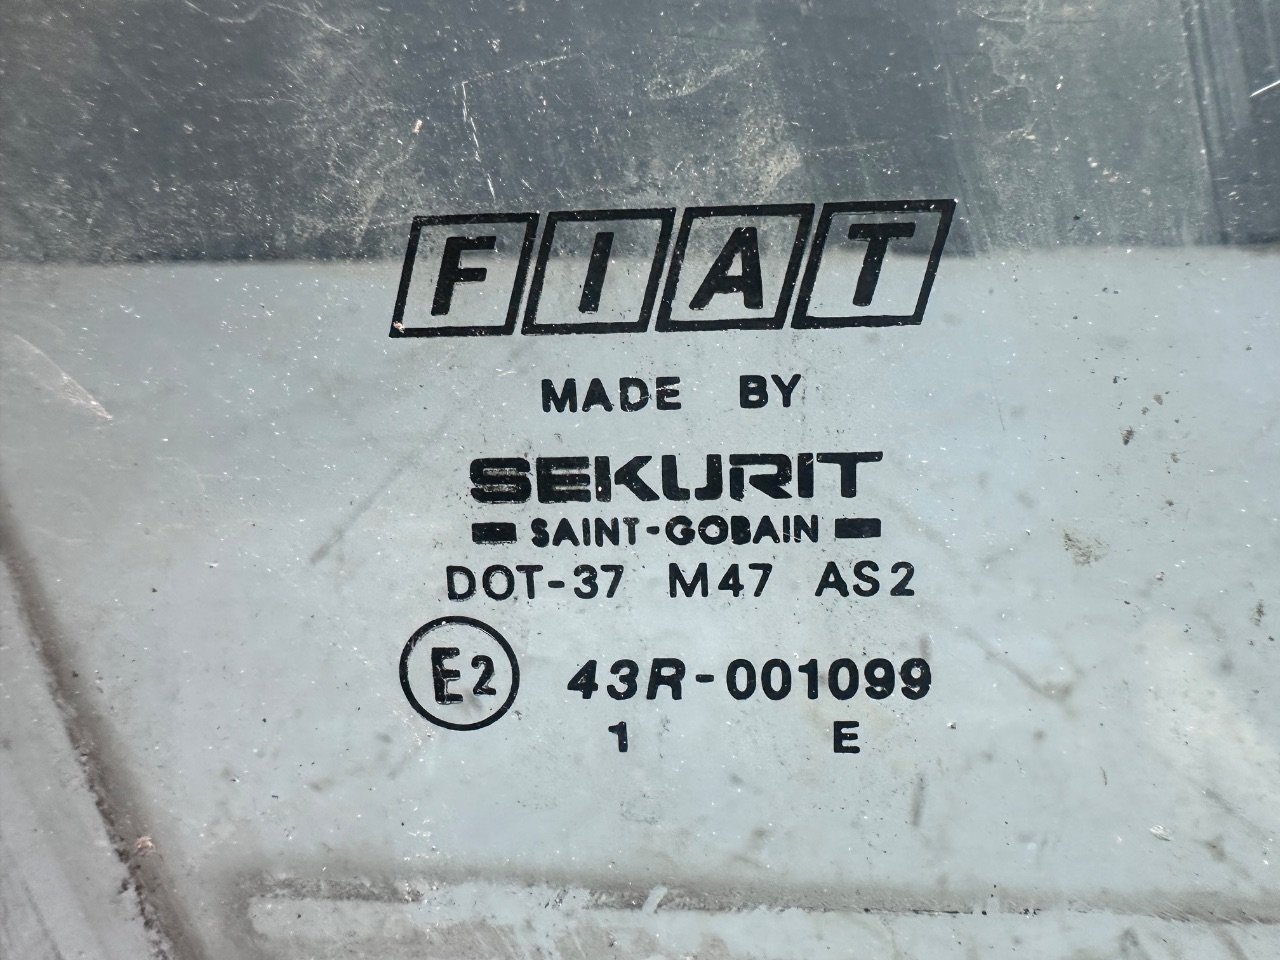 FIAT
MADE BY
SEKURIT
SAINT-GOBAIN
DOT-37 M47 AS2
E2 43R-001099
1 E